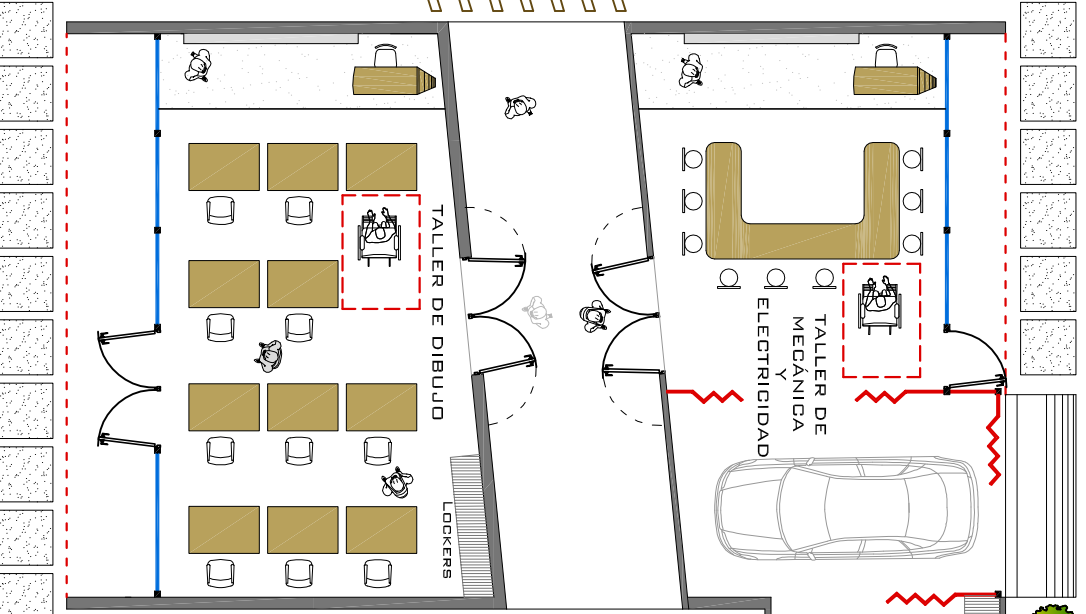 TALLER DE DIBUJO
LOCKERS
TALLER DE
MECÁNICA
Y
ELECTRICIDAD